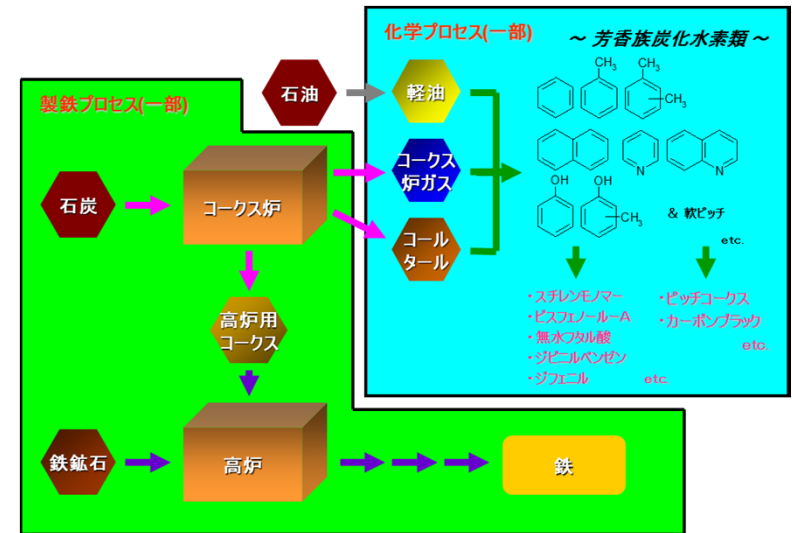 化学プロセス(一部)
～ 芳香族炭化水素類 ～
製鉄プロセス(一部)
石油
軽油
CH3
CH3
CH3
コークス
炉ガス
N
N
石炭
コークス炉
OH
OH
CH3
& 軟ピッチ
etc.
コール
タール
・スチレンモノマー
・ビスフェノールーA
・無水フタル酸
・ジビニルベンゼン
・ジフェニル etc
・ピッチコークス
・カーボンブラック
etc.
高炉用
コークス
鉄鉱石
高炉
鉄